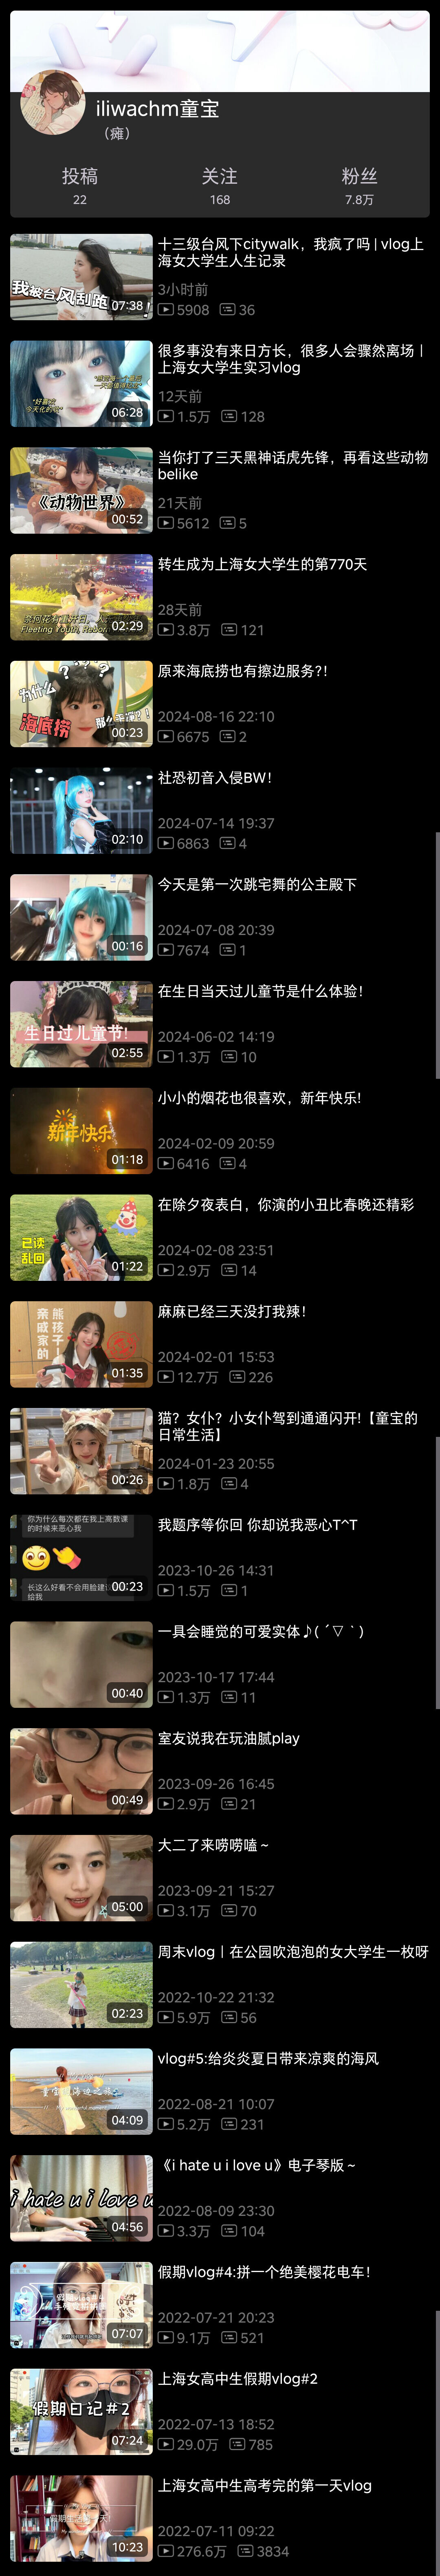 iliwachm童宝
（瘫）
投稿
关注
粉丝
22
168
7.8万
我被台风刮跑
07:38
十三级台风下citywalk，我疯了吗 | vlog上
海女大学生人生记录
3小时前
5908
36
06:28
很多事没有来日方长，很多人会骤然离场丨
上海女大学生实习vlog
12天前
1.5万
128
《动物世界》
00:52
当你打了三天黑神话虎先锋，再看这些动物
belike
21天前
5612
5
02:29
转生成为上海女大学生的第770天
28天前
3.8万
121
为什么
???
海底捞
那么幸福!!
00:23
原来海底捞也有擦边服务?!
2024-08-16 22:10
6675
2
02:10
社恐初音入侵BW！
2024-07-14 19:37
6863
4
00:16
今天是第一次跳宅舞的公主殿下
2024-07-08 20:39
7674
1
生日过儿童节!
02:55
在生日当天过儿童节是什么体验！
2024-06-02 14:19
1.3万
10
新年快乐
01:18
小小的烟花也很喜欢，新年快乐!
2024-02-09 20:59
6416
4
已读
乱回
01:22
在除夕夜表白，你演的小丑比春晚还精彩
2024-02-08 23:51
2.9万
14
熊孩子！
亲戚家的
01:35
麻麻已经三天没打我辣！
2024-02-01 15:53
12.7万
226
00:26
猫？女仆？小女仆驾到通通闪开!【童宝的
日常生活】
2024-01-23 20:55
1.8万
4
你为什么每次都在我上高数课
的时候来恶心我
长这么好看不会用脸建
给我
00:23
我题序等你回 你却说我恶心T^T
2023-10-26 14:31
1.5万
1
00:40
一具会睡觉的可爱实体♪( ´▽｀)
2023-10-17 17:44
1.3万
11
00:49
室友说我在玩油腻play
2023-09-26 16:45
2.9万
21
05:00
大二了来唠唠嗑～
2023-09-21 15:27
3.1万
70
02:23
周末vlog丨在公园吹泡泡的女大学生一枚呀
2022-10-22 21:32
5.9万
56
04:09
vlog#5:给炎炎夏日带来凉爽的海风
2022-08-21 10:07
5.2万
231
i hate u i love u
04:56
《i hate u i love u》电子琴版～
2022-08-09 23:30
3.3万
104
07:07
假期vlog#4:拼一个绝美樱花电车！
2022-07-21 20:23
9.1万
521
假期日记#2
07:24
上海女高中生假期vlog#2
2022-07-13 18:52
29.0万
785
10:23
上海女高中生高考完的第一天vlog
2022-07-11 09:22
276.6万
3834